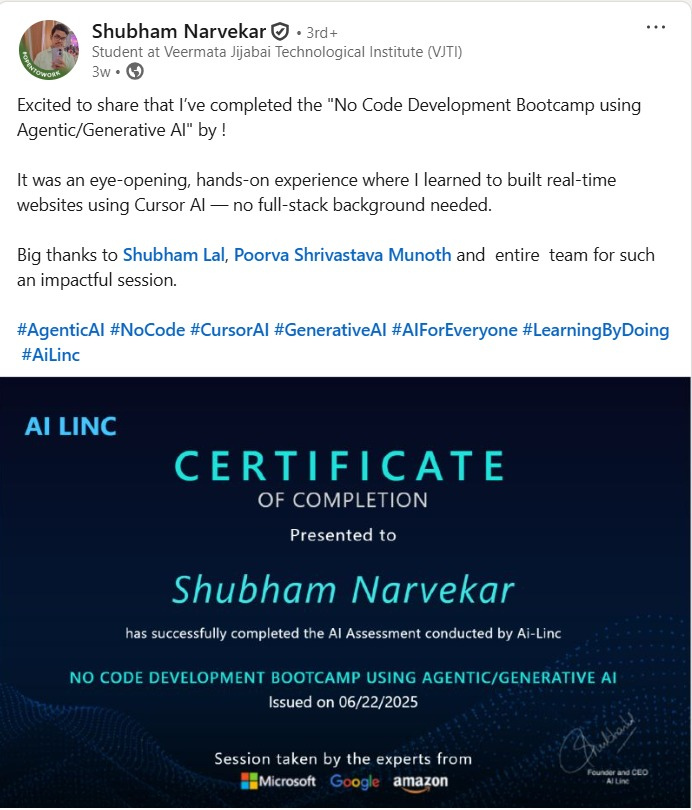 Shubham Narvekar • 3rd+
Student at Veermata Jijabai Technological Institute (VJTI)
3w •
#OPENTOWORK
Excited to share that I’ve completed the "No Code Development Bootcamp using
Agentic/Generative AI" by !
It was an eye-opening, hands-on experience where I learned to built real-time
websites using Cursor AI — no full-stack background needed.
Big thanks to Shubham Lal, Poorva Shrivastava Munoth and  entire  team for such
an impactful session.
#AgenticAI #NoCode #CursorAI #GenerativeAI #AIForEveryone #LearningByDoing
#AiLinc
AI LINC
CERTIFICATE
OF COMPLETION
Presented to
Shubham Narvekar
has successfully completed the AI Assessment conducted by Ai-Linc
NO CODE DEVELOPMENT BOOTCAMP USING AGENTIC/GENERATIVE AI
Issued on 06/22/2025
Session taken by the experts from
Microsoft Google amazon
Founder and CEO
AI Linc